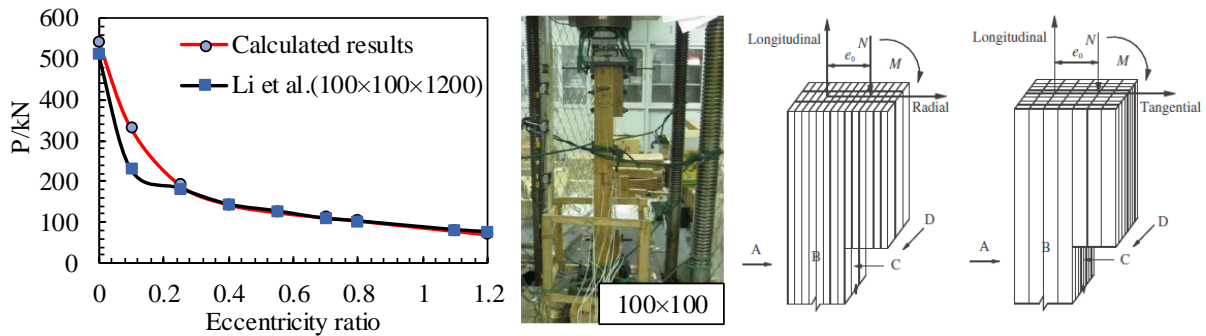 600
500
400
300
200
100
0
P/kN
Calculated results
Li et al.(100×100×1200)
0 0.2 0.4 0.6 0.8 1 1.2
Eccentricity ratio
100×100
Longitudinal
N
e₀
M
Radial
D
A
B
C
Longitudinal
N
e₀
M
Tangential
D
A
B
C